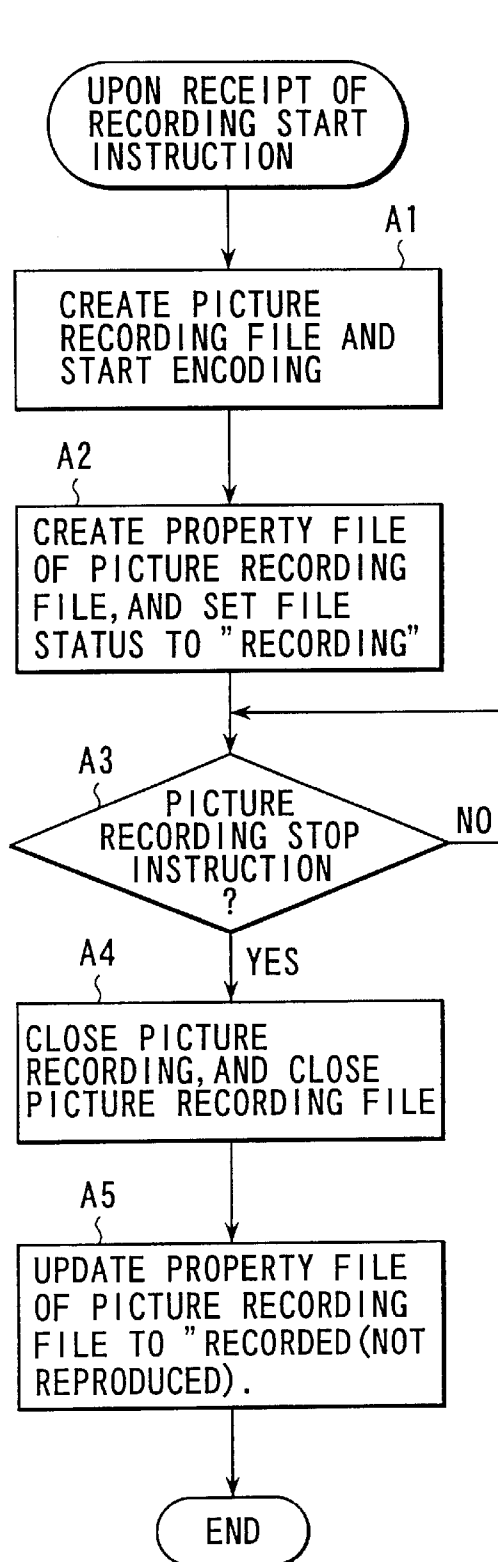 UPON RECEIPT OF
RECORDING START
INSTRUCTION
A1
CREATE PICTURE
RECORDING FILE AND
START ENCODING
A2
CREATE PROPERTY FILE
OF PICTURE RECORDING
FILE, AND SET FILE
STATUS TO "RECORDING"
A3
PICTURE
RECORDING STOP
INSTRUCTION
?
NO
YES
A4
CLOSE PICTURE
RECORDING, AND CLOSE
PICTURE RECORDING FILE
A5
UPDATE PROPERTY FILE
OF PICTURE RECORDING
FILE TO "RECORDED(NOT
REPRODUCED).
END